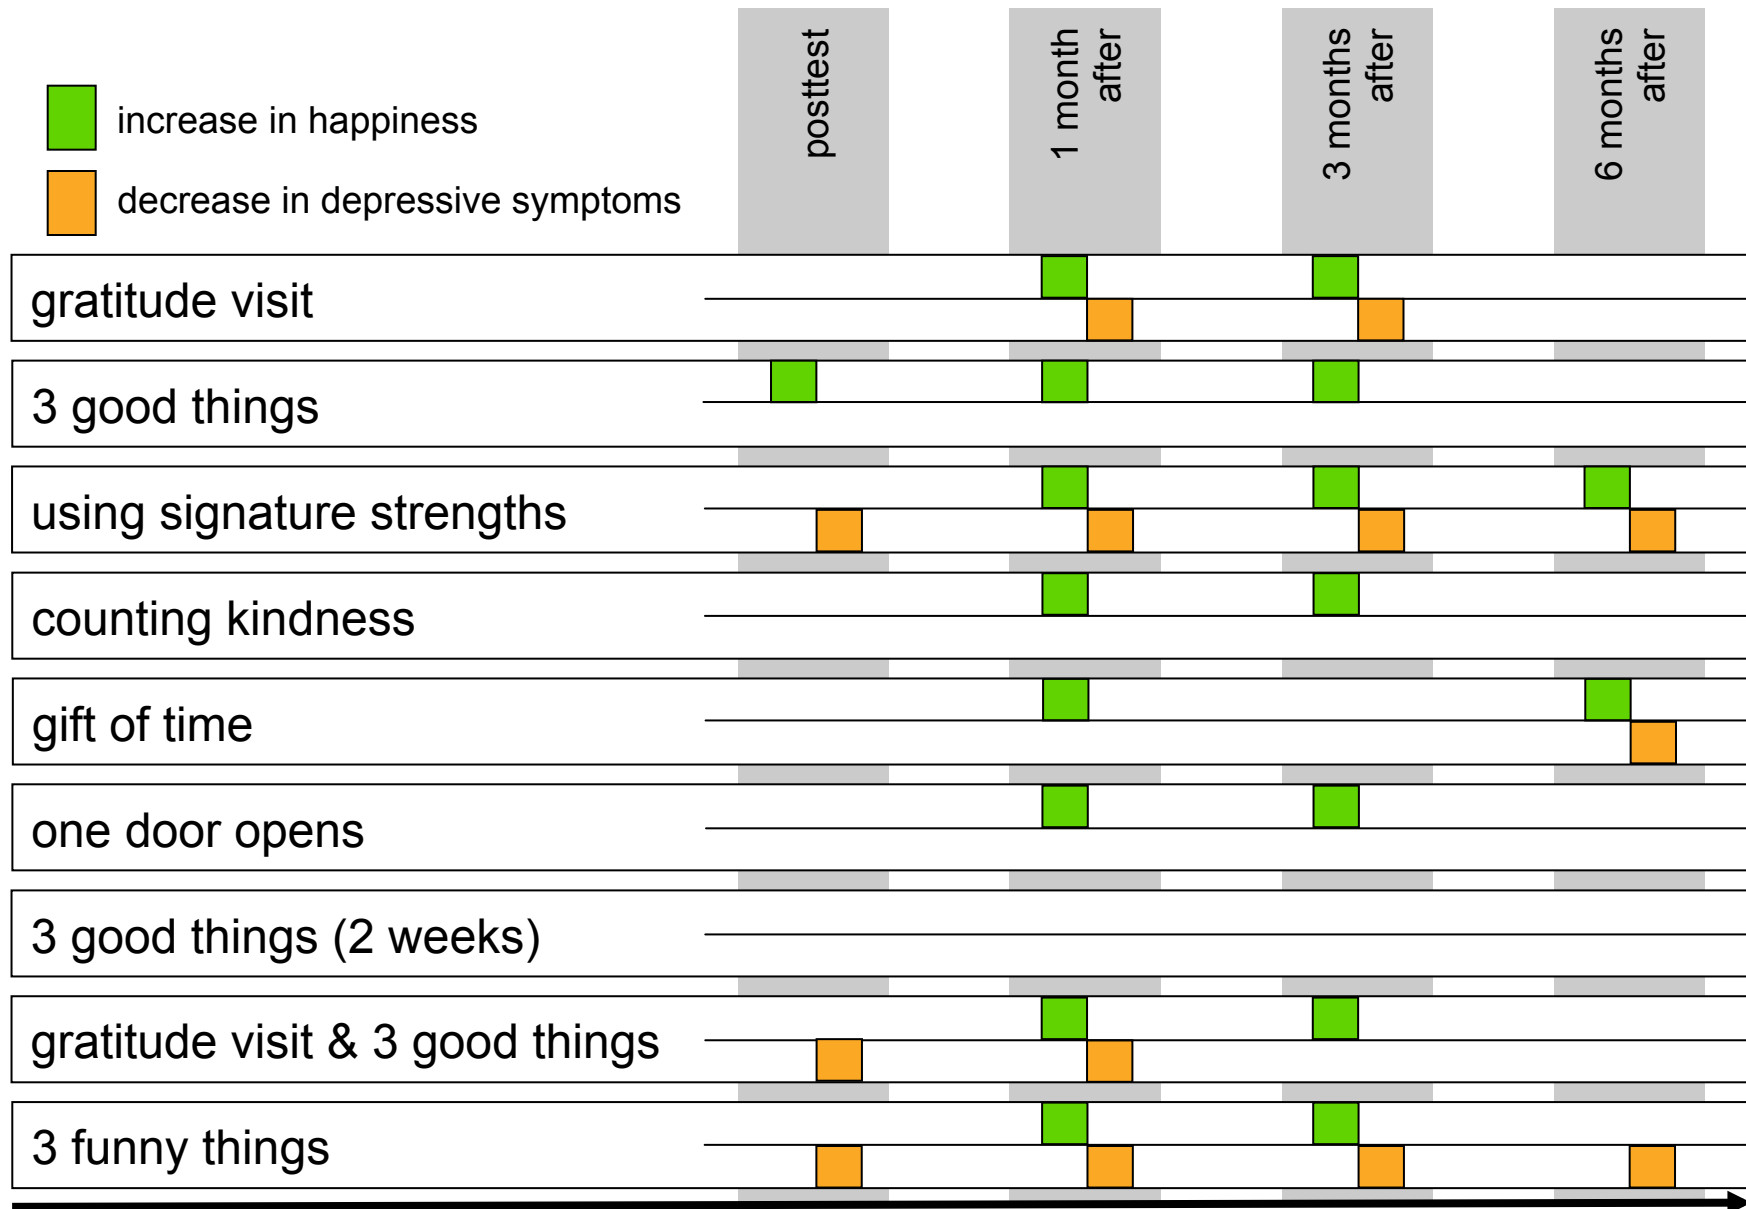 posttest
1 month
after
3 months
after
6 months
after
increase in happiness
decrease in depressive symptoms
gratitude visit
3 good things
using signature strengths
counting kindness
gift of time
one door opens
3 good things (2 weeks)
gratitude visit & 3 good things
3 funny things